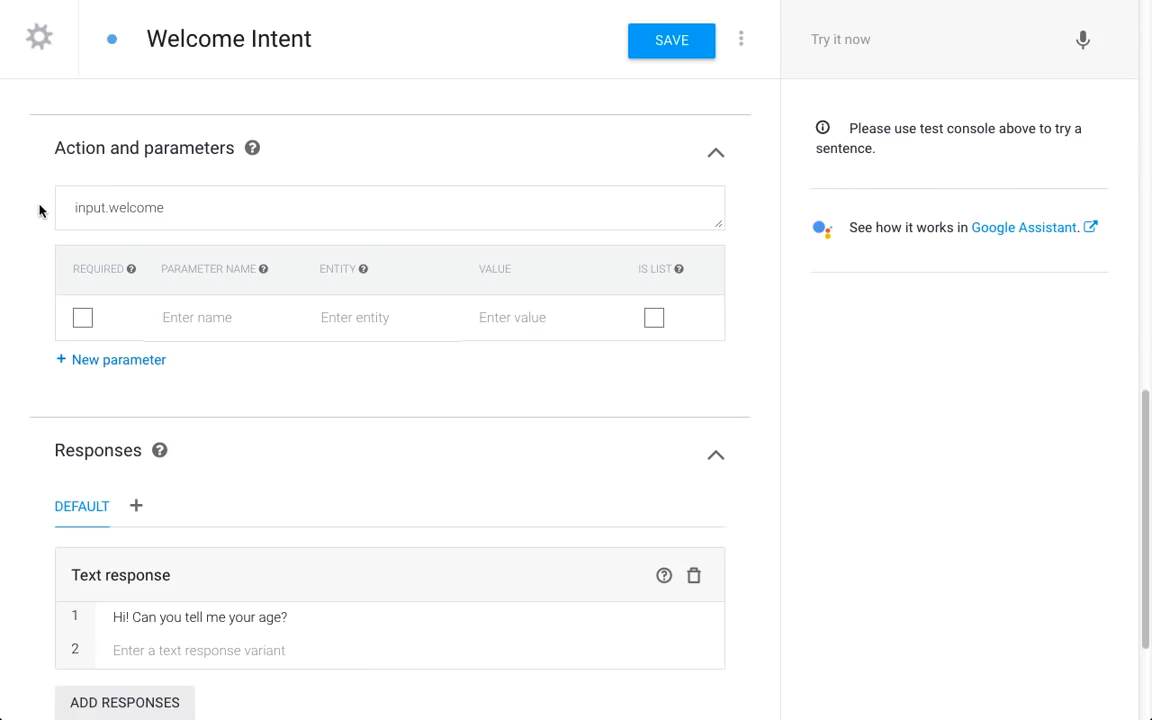 Welcome Intent
SAVE
Try it now
Action and parameters
input.welcome
REQUIRED
PARAMETER NAME
ENTITY
VALUE
IS LIST
Enter name
Enter entity
Enter value
+ New parameter
Responses
DEFAULT
+
Text response
1 Hi! Can you tell me your age?
2 Enter a text response variant
ADD RESPONSES
Please use test console above to try a
sentence.
See how it works in Google Assistant.